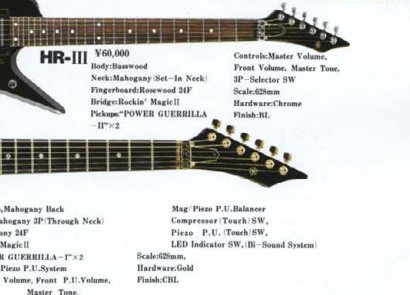 HR-III ¥60,000
Body:Basswood
Neck:Mahogany(Set-In Neck)
Fingerboard:Rosewood 24F
Bridge:Rockin' MagicⅡ
Pickups:"POWER GUERRILLA
-Ⅱ"×2
Controls:Master Volume,
Front Volume, Master Tone,
3P-Selector SW
Scale:628mm
Hardware:Chrome
Finish:BL
,Mahogany Back
ahogany 3P(Through Neck)
ony 24F
MagicⅡ
R GUERRILLA-Ⅰ"×2
Piezo P.U.System
Volume, Front P.U.Volume,
Master Tone,
Mag/Piezo P.U.Balancer
Compressor(Touch)SW,
Piezo P.U.(Touch)SW,
LED Indicator SW,(Bi-Sound System)
Scale:628mm,
Hardware:Gold
Finish:CBL